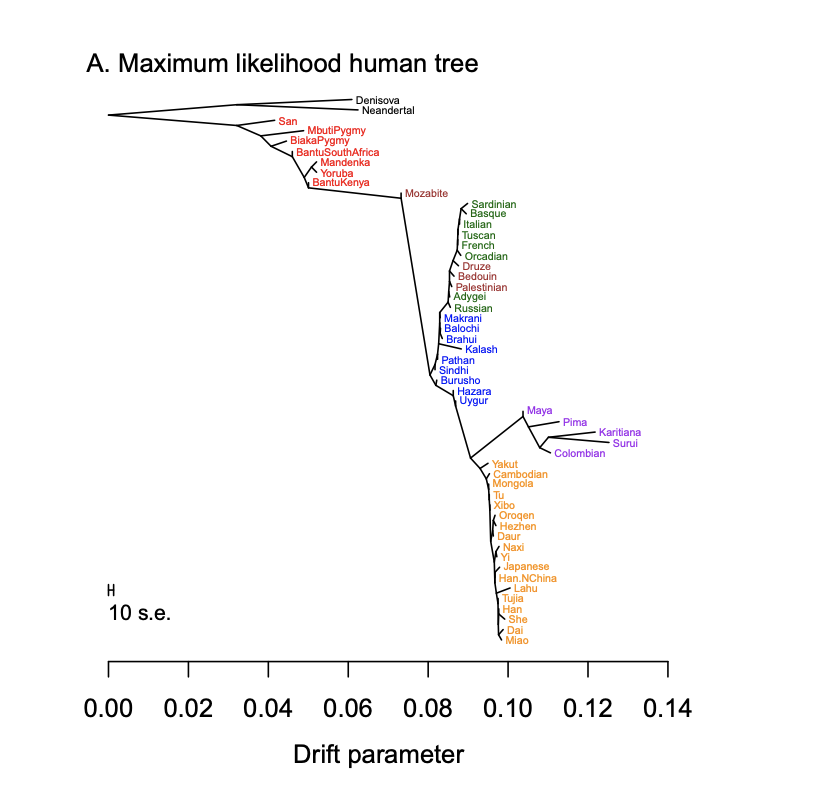 A. Maximum likelihood human tree
Denisova
Neandertal
San
MbutiPygmy
BiakaPygmy
BantuSouthAfrica
Mandenka
Yoruba
BantuKenya
Mozabite
Sardinian
Basque
Italian
Tuscan
French
Orcadian
Druze
Bedouin
Palestinian
Adygei
Russian
Makrani
Balochi
Brahui
Kalash
Pathan
Sindhi
Burusho
Hazara
Uygur
Maya
Pima
Karitiana
Surui
Colombian
Yakut
Cambodian
Mongola
Tu
Xibo
Oroqen
Hezhen
Daur
Naxi
Yi
Japanese
Han.NChina
Lahu
Tujia
Han
She
Dai
Miao
10 s.e.
0.00 0.02 0.04 0.06 0.08 0.10 0.12 0.14
Drift parameter